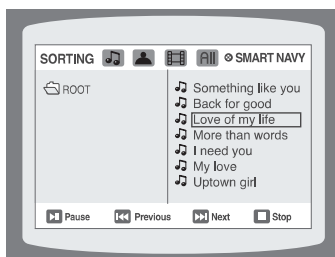 SORTING All SMART NAVY
ROOT
Something like you
Back for good
Love of my life
More than words
I need you
My love
Uptown girl
Pause Previous Next Stop